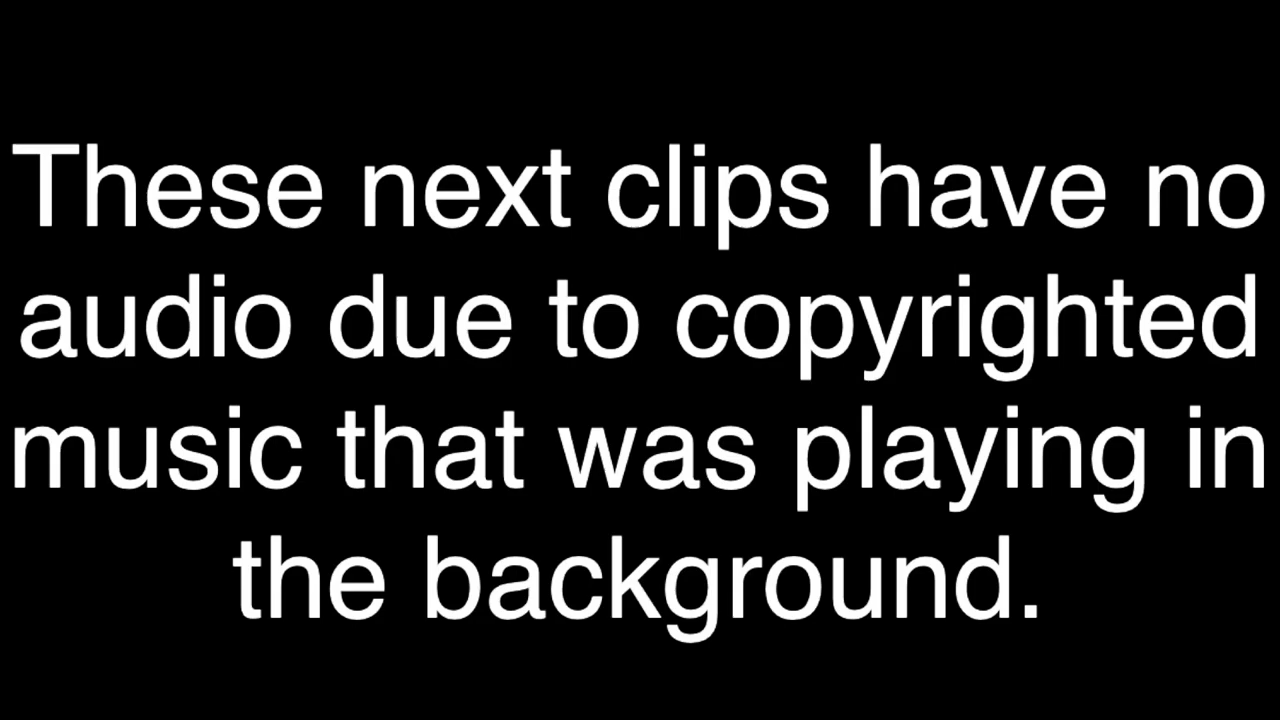 These next clips have no
audio due to copyrighted
music that was playing in
the background.